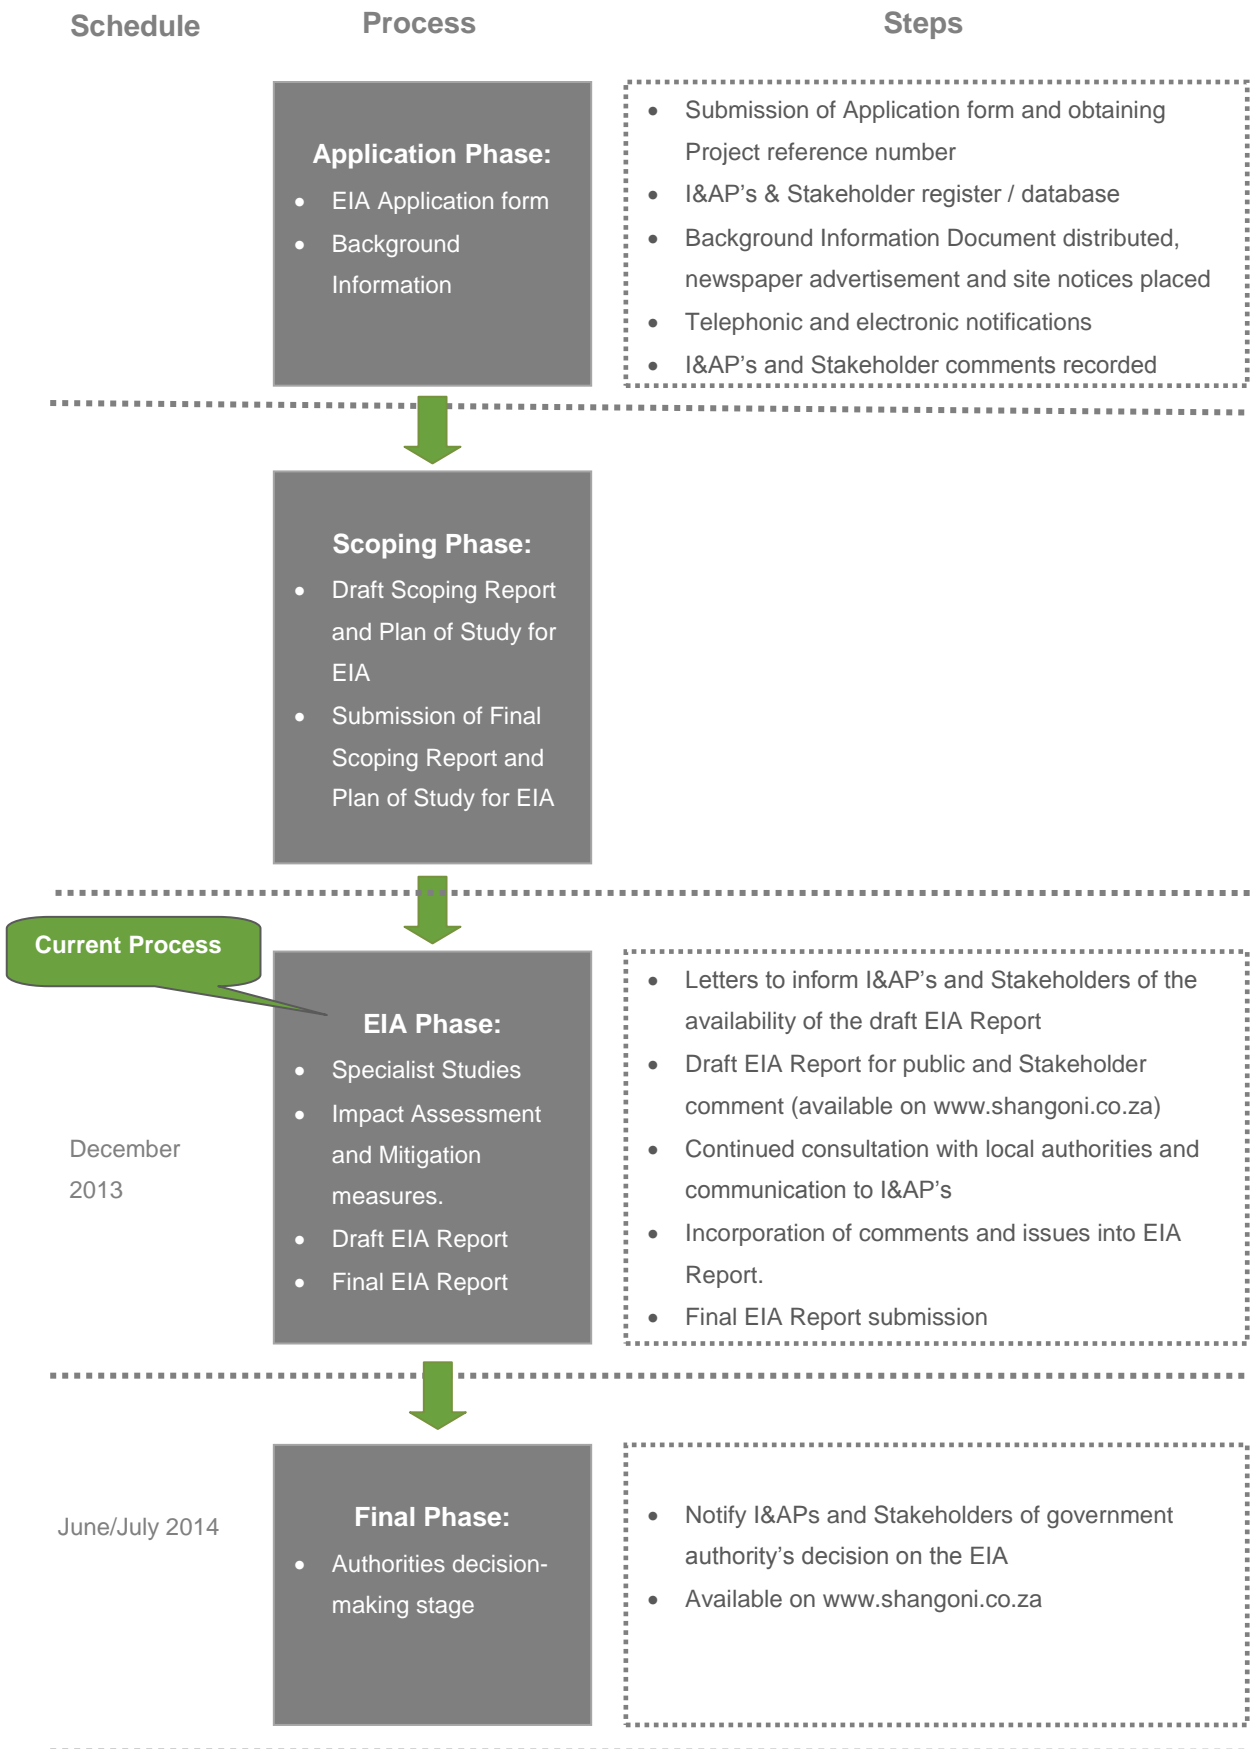 Schedule
Process
Steps
Application Phase:
• EIA Application form
• Background
Information
• Submission of Application form and obtaining
Project reference number
• I&AP's & Stakeholder register / database
• Background Information Document distributed,
newspaper advertisement and site notices placed
• Telephonic and electronic notifications
• I&AP's and Stakeholder comments recorded
Scoping Phase:
• Draft Scoping Report
and Plan of Study for
EIA
• Submission of Final
Scoping Report and
Plan of Study for EIA
Current Process
December
2013
EIA Phase:
• Specialist Studies
• Impact Assessment
and Mitigation
measures.
• Draft EIA Report
• Final EIA Report
• Letters to inform I&AP's and Stakeholders of the
availability of the draft EIA Report
• Draft EIA Report for public and Stakeholder
comment (available on www.shangoni.co.za)
• Continued consultation with local authorities and
communication to I&AP's
• Incorporation of comments and issues into EIA
Report.
• Final EIA Report submission
June/July 2014
Final Phase:
• Authorities decision-
making stage
• Notify I&APs and Stakeholders of government
authority's decision on the EIA
• Available on www.shangoni.co.za